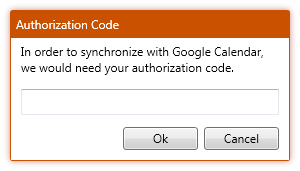 Authorization Code
In order to synchronize with Google Calendar,
we would need your authorization code.
Ok
Cancel